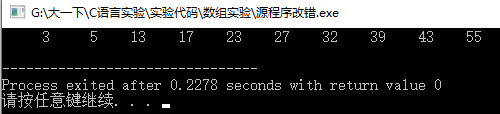 G:\大一下\C语言实验\实验代码\数组实验\源程序改错.exe
3 5 13 17 23 27 32 39 43 55
--------------------------------
Process exited after 0.2278 seconds with return value 0
请按任意键继续. . .